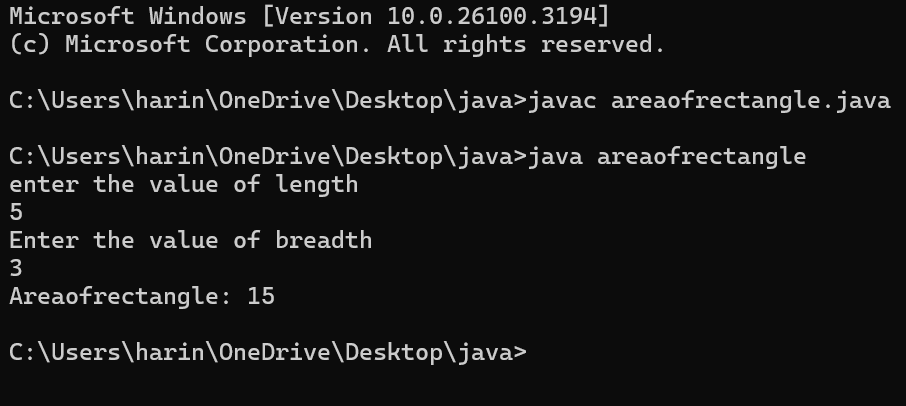 Microsoft Windows [Version 10.0.26100.3194]
(c) Microsoft Corporation. All rights reserved.
C:\Users\harin\OneDrive\Desktop\java>javac areaofrectangle.java
C:\Users\harin\OneDrive\Desktop\java>java areaofrectangle
enter the value of length
5
Enter the value of breadth
3
Areaofrectangle: 15
C:\Users\harin\OneDrive\Desktop\java>